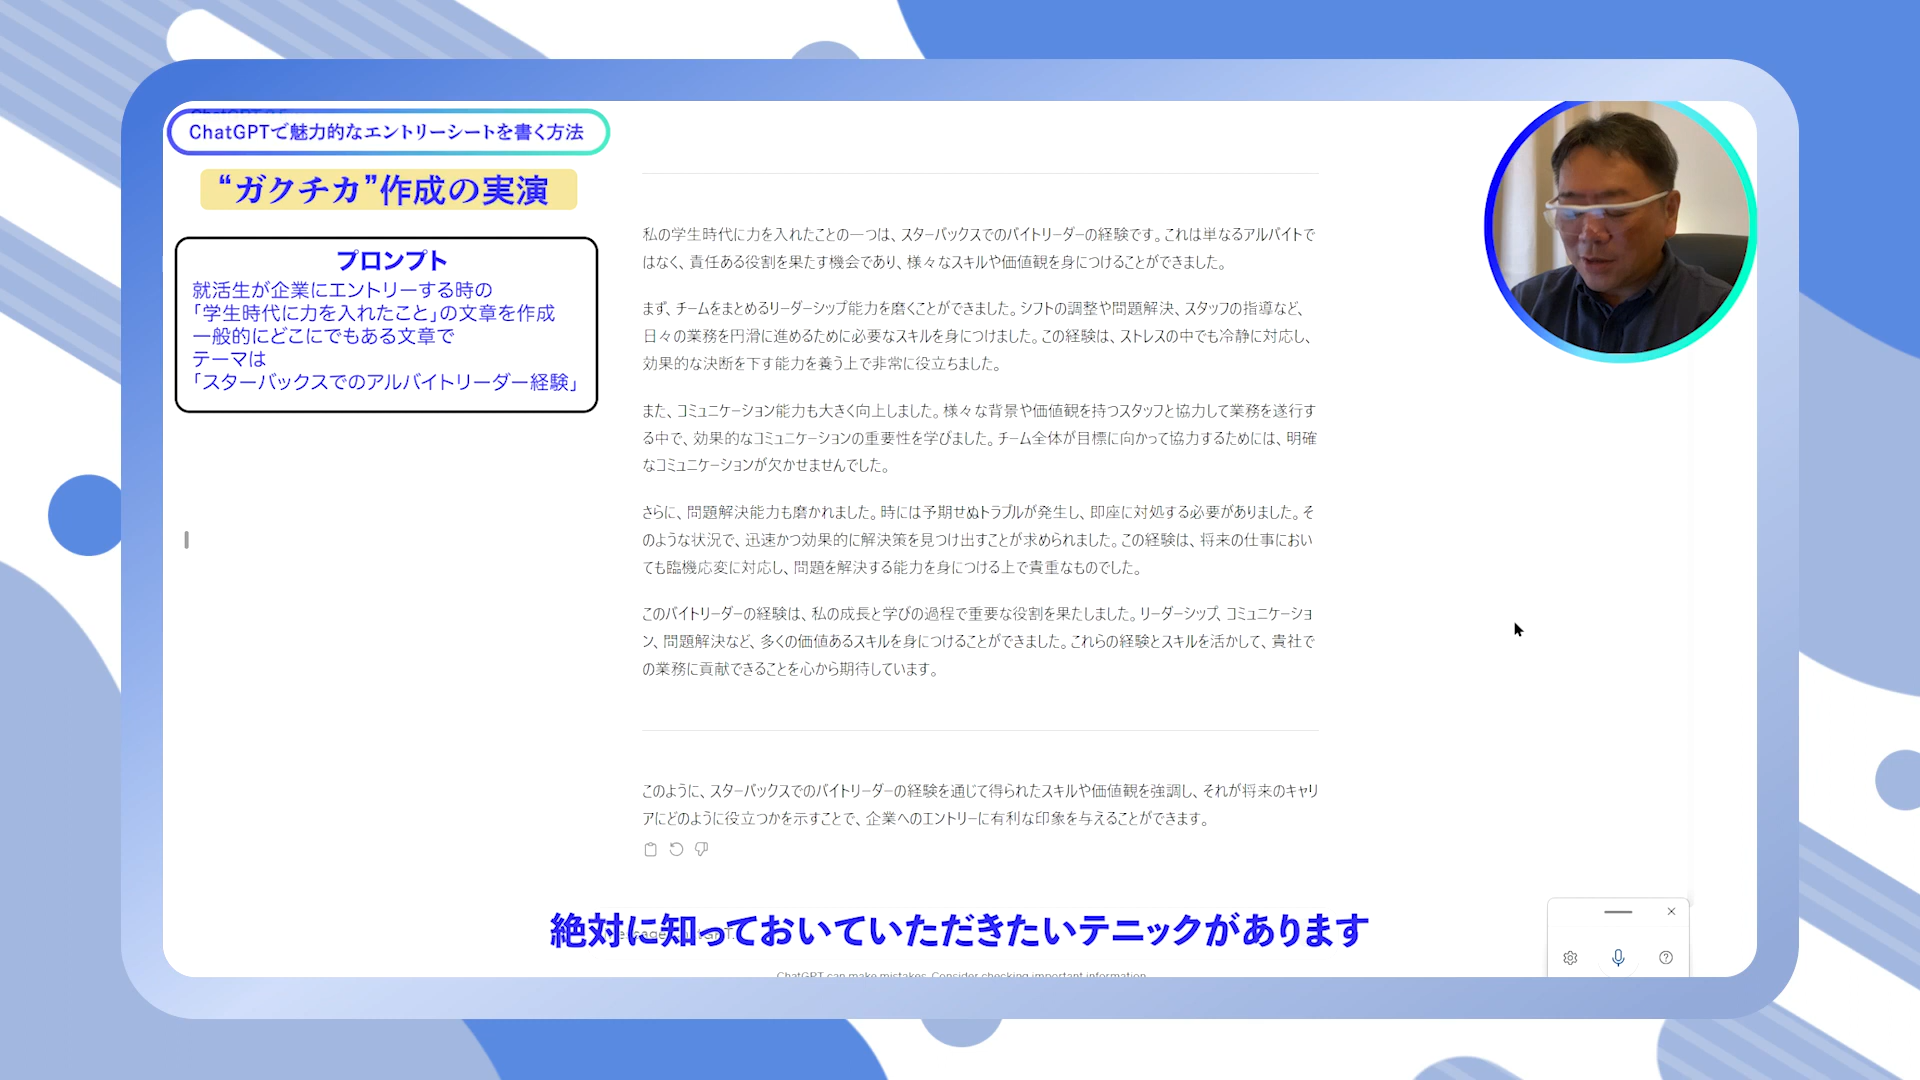 ChatGPTで魅力的なエントリーシートを書く方法
“ガクチカ”作成の実演
プロンプト
就活生が企業にエントリーする時の
「学生時代に力を入れたこと」の文章を作成
一般的にどこにでもある文章で
テーマは
「スターバックスでのアルバイトリーダー経験」
私の学生時代に力を入れたことの一つは、スターバックスでのバイトリーダーの経験です。これは単なるアルバイトで
はなく、責任ある役割を果たす機会であり、様々なスキルや価値観を身につけることができました。
まず、チームをまとめるリーダーシップ能力を磨くことができました。シフトの調整や問題解決、スタッフの指導など、
日々の業務を円滑に進めるために必要なスキルを身につけました。この経験は、ストレスの中でも冷静に対応し、
効果的な決断を下す能力を養う上で非常に役立ちました。
また、コミュニケーション能力も大きく向上しました。様々な背景や価値観を持つスタッフと協力して業務を遂行す
る中で、効果的なコミュニケーションの重要性を学びました。チーム全体が目標に向かって協力するためには、明確
なコミュニケーションが欠かせませんでした。
さらに、問題解決能力も磨かれました。時には予期せぬトラブルが発生し、即座に対処する必要がありました。そ
のような状況で、迅速かつ効果的に解決策を見つけ出すことが求められました。この経験は、将来の仕事におい
ても臨機応変に対応し、問題を解決する能力を身につける上で貴重なものでした。
このバイトリーダーの経験は、私の成長と学びの過程で重要な役割を果たしました。リーダーシップ、コミュニケーショ
ン、問題解決など、多くの価値あるスキルを身につけることができました。これらの経験とスキルを活かして、貴社で
の業務に貢献できることを心から期待しています。
このように、スターバックスでのバイトリーダーの経験を通じて得られたスキルや価値観を強調し、それが将来のキャリ
アにどのように役立つかを示すことで、企業へのエントリーに有利な印象を与えることができます。
絶対に知っておいていただきたいテニックがあります
ChatGPT can make mistakes. Consider checking important information.